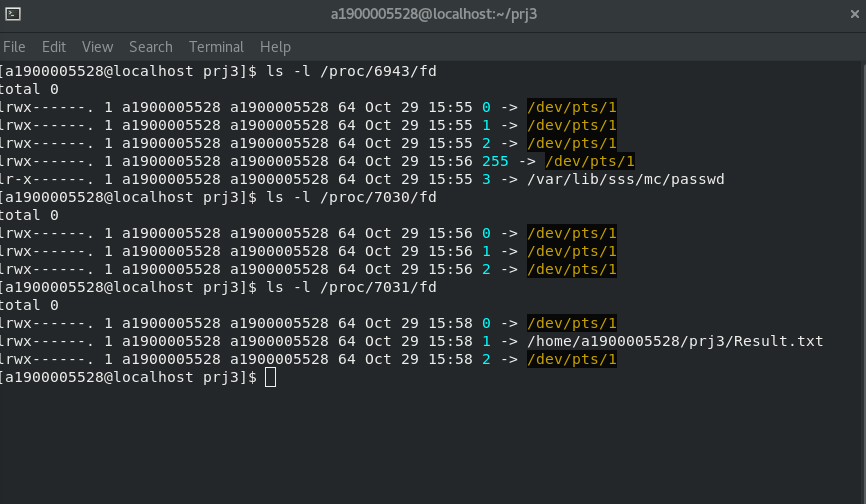 a1900005528@localhost:~/prj3
File Edit View Search Terminal Help
[a1900005528@localhost prj3]$ ls -l /proc/6943/fd
total 0
lrwx------. 1 a1900005528 a1900005528 64 Oct 29 15:55 0 -> /dev/pts/1
lrwx------. 1 a1900005528 a1900005528 64 Oct 29 15:55 1 -> /dev/pts/1
lrwx------. 1 a1900005528 a1900005528 64 Oct 29 15:55 2 -> /dev/pts/1
lrwx------. 1 a1900005528 a1900005528 64 Oct 29 15:56 255 -> /dev/pts/1
lr-x------. 1 a1900005528 a1900005528 64 Oct 29 15:55 3 -> /var/lib/sss/mc/passwd
[a1900005528@localhost prj3]$ ls -l /proc/7030/fd
total 0
lrwx------. 1 a1900005528 a1900005528 64 Oct 29 15:56 0 -> /dev/pts/1
lrwx------. 1 a1900005528 a1900005528 64 Oct 29 15:56 1 -> /dev/pts/1
lrwx------. 1 a1900005528 a1900005528 64 Oct 29 15:56 2 -> /dev/pts/1
[a1900005528@localhost prj3]$ ls -l /proc/7031/fd
total 0
lrwx------. 1 a1900005528 a1900005528 64 Oct 29 15:58 0 -> /dev/pts/1
lrwx------. 1 a1900005528 a1900005528 64 Oct 29 15:58 1 -> /home/a1900005528/prj3/Result.txt
lrwx------. 1 a1900005528 a1900005528 64 Oct 29 15:58 2 -> /dev/pts/1
[a1900005528@localhost prj3]$